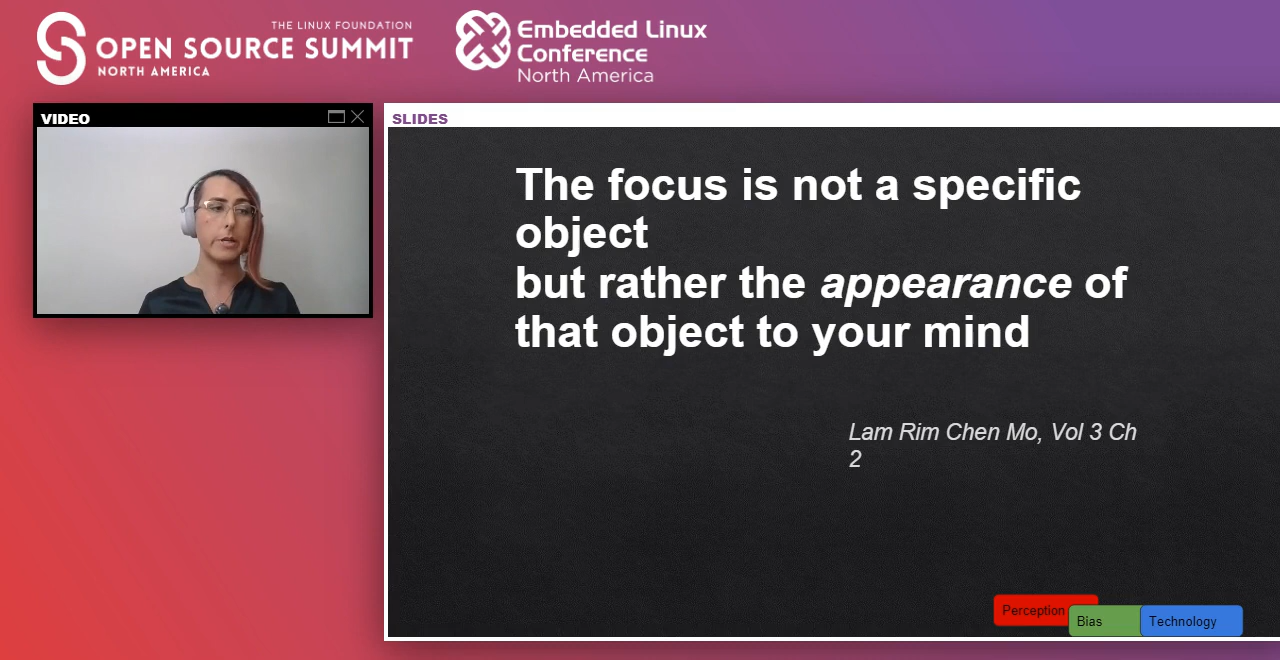 THE LINUX FOUNDATION
OPEN SOURCE SUMMIT
NORTH AMERICA
Embedded Linux
Conference
North America
VIDEO
SLIDES
The focus is not a specific
object
but rather the appearance of
that object to your mind
Lam Rim Chen Mo, Vol 3 Ch
2
Perception
Bias
Technology